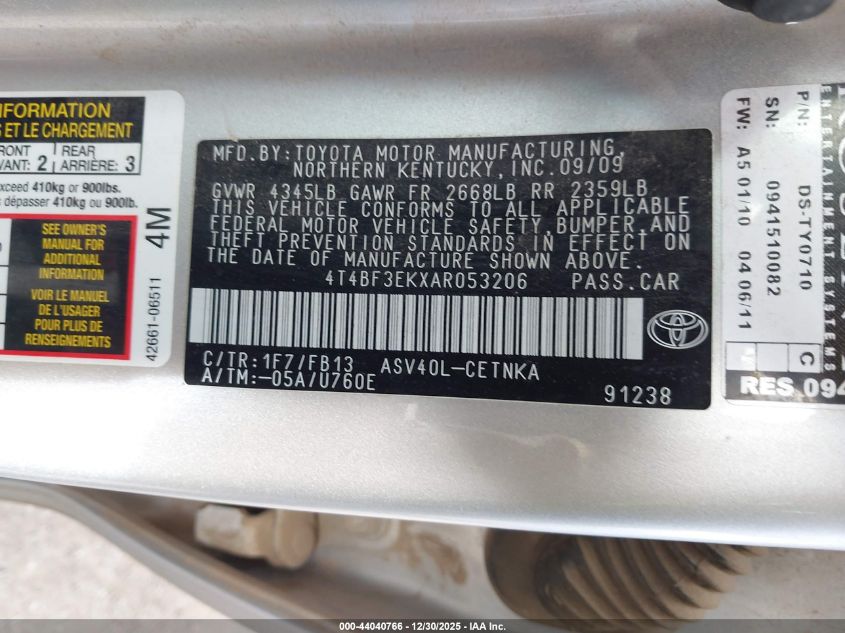 INFORMATION
S ET LE CHARGEMENT
FRONT
AVANT: 2
REAR
ARRIÈRE: 3
exceed 410kg or 900lbs.
dépasser 410kg ou 900lb.
SEE OWNER'S
MANUAL FOR
ADDITIONAL
INFORMATION
VOIR LE MANUEL
DE L'USAGER
POUR PLUS DE
RENSEIGNEMENTS
4M
42661-06511
MFD.BY:TOYOTA MOTOR MANUFACTURING,
NORTHERN KENTUCKY,INC.09/09
GVWR 4345LB GAWR FR 2668LB RR 2359LB
THIS VEHICLE CONFORMS TO ALL APPLICABLE
FEDERAL MOTOR VEHICLE SAFETY,BUMPER,AND
THEFT PREVENTION STANDARDS IN EFFECT ON
THE DATE OF MANUFACTURE SHOWN ABOVE.
4T4BF3EKXAR053206 PASS.CAR
C/TR:1F7/FB13 ASV40L-CETNKA
A/TM:-05A/U760E
91238
ENTERTAINMENT SYSTEMS
P/N: DS-TY0710
SN: 0941510082
FW: A5 01/10 04 06/11
C
RES 094
000-44040766 - 12/30/2025 - IAA Inc.